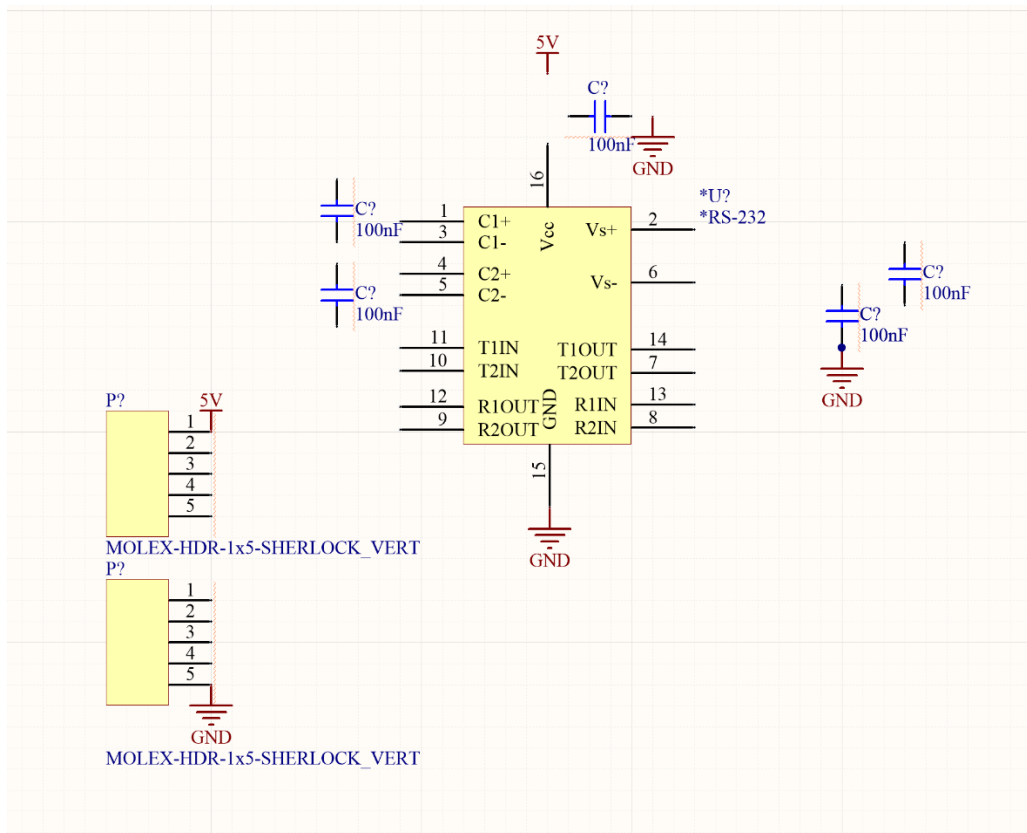 5V
C?
100nF
GND
16
*U?
*RS-232
C?
100nF
1
C1+
3
C1-
Vcc
Vs+
2
4
C2+
5
C2-
Vs-
6
C?
100nF
C?
100nF
C?
100nF
GND
11
T1IN
10
T2IN
T1OUT
14
T2OUT
7
12
R1OUT
9
R2OUT
GND
R1IN
13
R2IN
8
15
GND
P?
5V
1
2
3
4
5
MOLEX-HDR-1x5-SHERLOCK_VERT
P?
1
2
3
4
5
GND
MOLEX-HDR-1x5-SHERLOCK_VERT